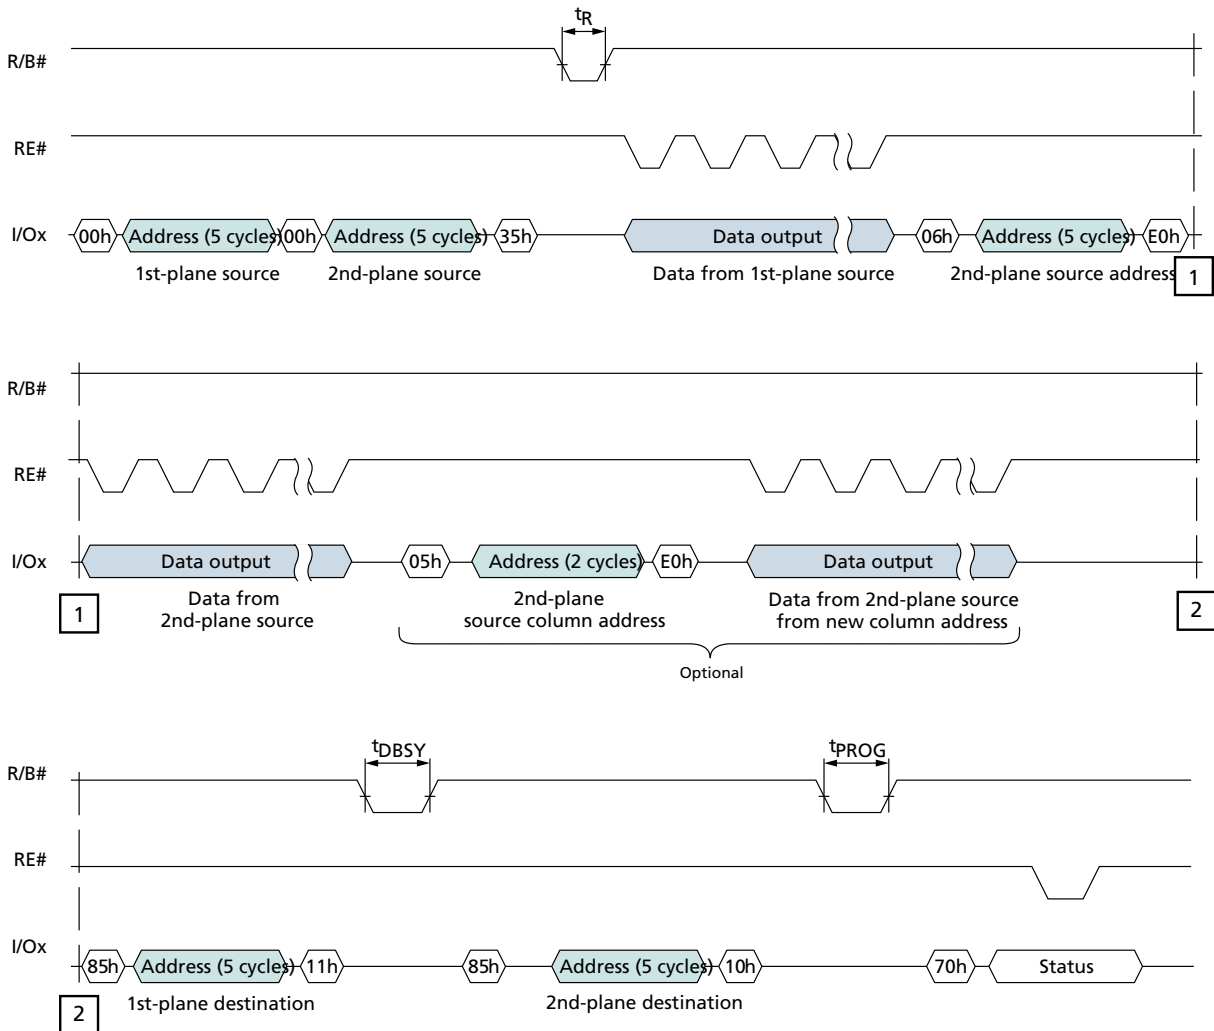 tR
R/B#
RE#
I/Ox 00h Address (5 cycles) 00h Address (5 cycles) 35h Data output 06h Address (5 cycles) E0h
1st-plane source 2nd-plane source Data from 1st-plane source 2nd-plane source address 1
R/B#
RE#
I/Ox Data output 05h Address (2 cycles) E0h Data output
1 Data from 2nd-plane Data from 2nd-plane source 2
2nd-plane source source column address from new column address
Optional
tDBSY tPROG
R/B#
RE#
I/Ox 85h Address (5 cycles) 11h 85h Address (5 cycles) 10h 70h Status
2 1st-plane destination 2nd-plane destination